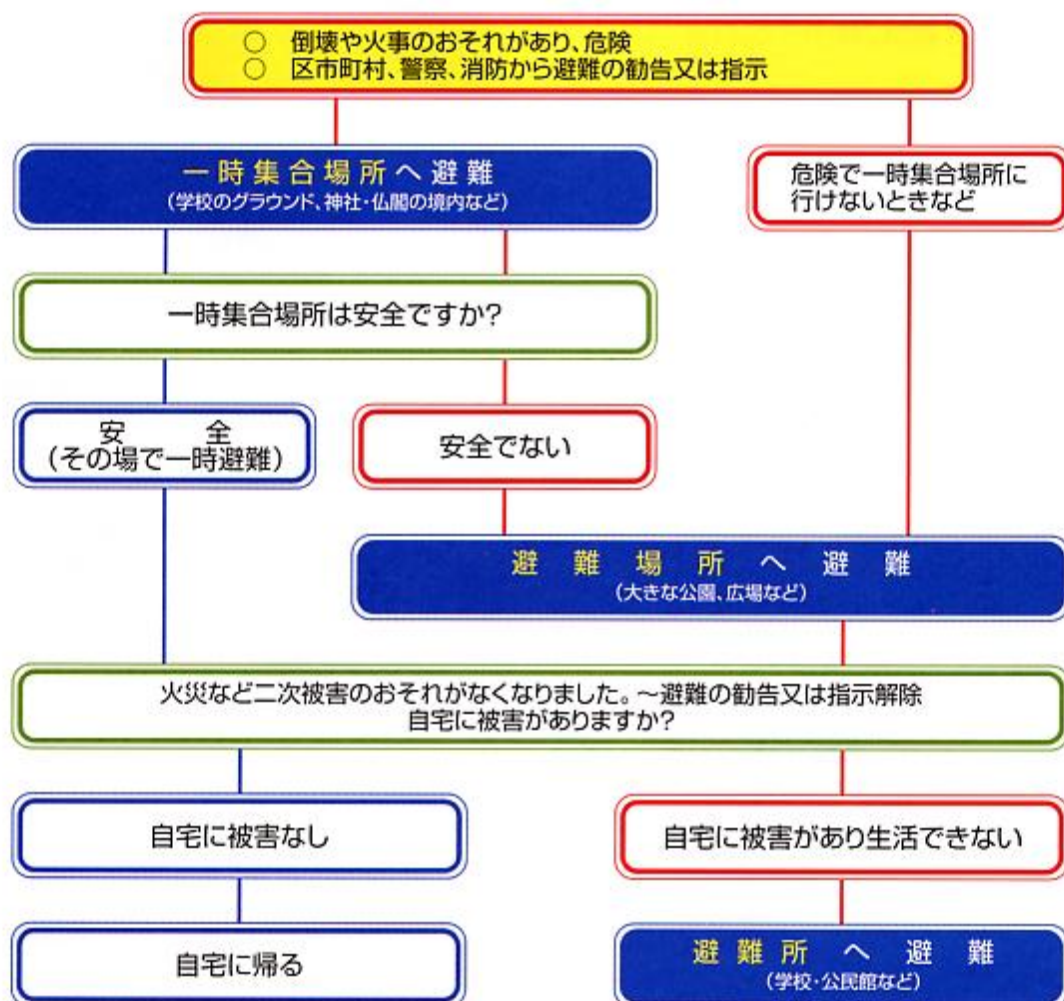 ○ 倒壊や火事のおそれがあり、危険
○ 区市町村、警察、消防から避難の勧告又は指示
一時集合場所へ避難
(学校のグラウンド、神社・仏閣の境内など)
危険で一時集合場所に
行けないときなど
一時集合場所は安全ですか?
安 全
(その場で一時避難)
安全でない
避難場所へ避難
(大きな公園、広場など)
火災など二次被害のおそれがなくなりました。~避難の勧告又は指示解除
自宅に被害がありますか?
自宅に被害なし
自宅に被害があり生活できない
自宅に帰る
避難所へ避難
(学校・公民館など)